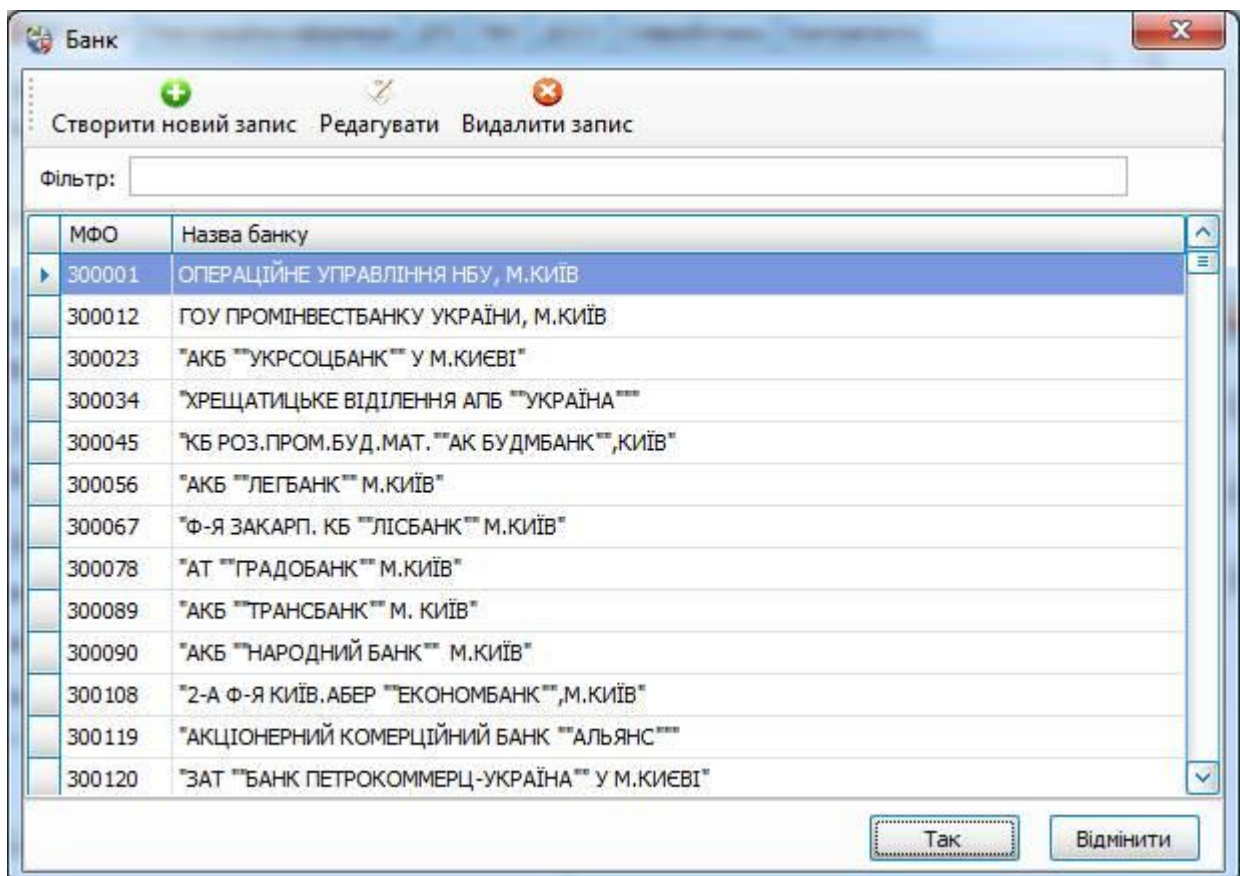 Банк
Створити новий запис Редагувати Видалити запис
Фільтр:
МФО Назва банку
300001 ОПЕРАЦІЙНЕ УПРАВЛІННЯ НБУ, М.КИЇВ
300012 ГОУ ПРОМІНВЕСТБАНКУ УКРАЇНИ, М.КИЇВ
300023 "АКБ ""УКРСОЦБАНК"" У М.КИЄВІ"
300034 "ХРЕЩАТИЦЬКЕ ВІДІЛЕННЯ АПБ ""УКРАЇНА"""
300045 "КБ РОЗ.ПРОМ.БУД.МАТ.""АК БУДМБАНК"",КИЇВ"
300056 "АКБ ""ЛЕГБАНК"" М.КИЇВ"
300067 "Ф-Я ЗАКАРП. КБ ""ЛІСБАНК"" М.КИЇВ"
300078 "АТ ""ГРАДОБАНК"" М.КИЇВ"
300089 "АКБ ""ТРАНСБАНК"" М. КИЇВ"
300090 "АКБ ""НАРОДНИЙ БАНК""  М.КИЇВ"
300108 "2-А Ф-Я КИЇВ.АБЕР ""ЕКОНОМБАНК"",М.КИЇВ"
300119 "АКЦІОНЕРНИЙ КОМЕРЦІЙНИЙ БАНК ""АЛЬЯНС"""
300120 "ЗАТ ""БАНК ПЕТРОКОММЕРЦ-УКРАЇНА"" У М.КИЄВІ"
Так Відмінити